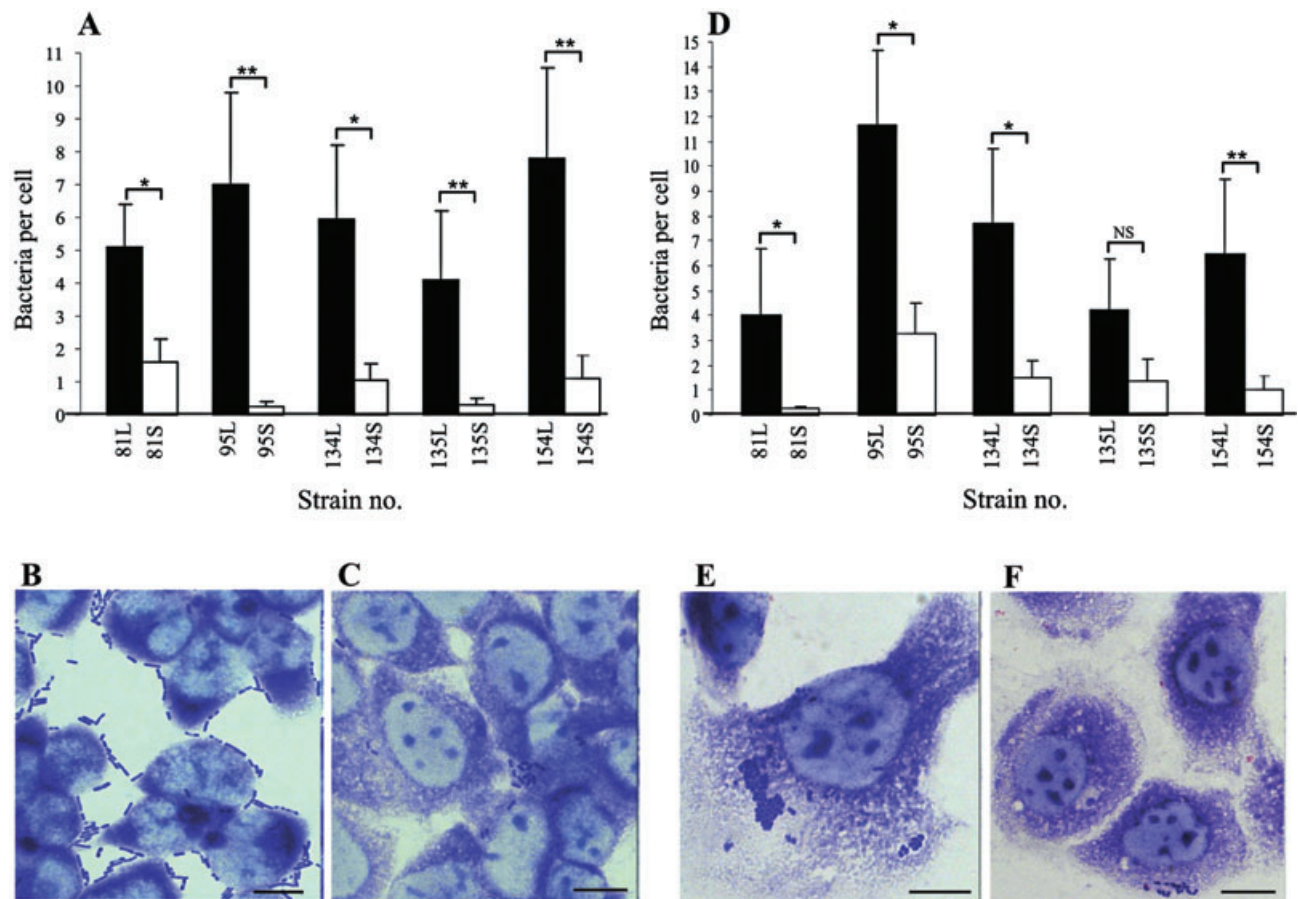 A
Bacteria per cell
11
10
9
8
7
6
5
4
3
2
1
0
*
**
*
**
**
81L
81S
95L
95S
134L
134S
135L
135S
154L
154S
Strain no.
D
Bacteria per cell
15
14
13
12
11
10
9
8
7
6
5
4
3
2
1
0
*
*
*
NS
**
81L
81S
95L
95S
134L
134S
135L
135S
154L
154S
Strain no.
B
C
E
F